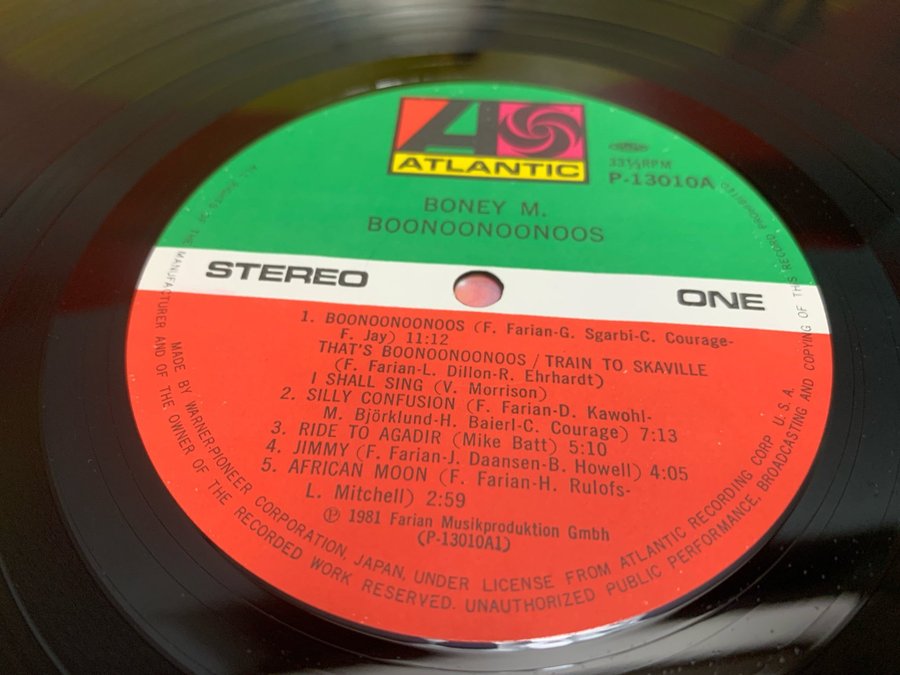 ATLANTIC
33⅓RPM
P-13010A
BONEY M.
BOONOONOONOOS
STEREO
ONE
1. BOONOONOONOOS (F. Farian-G. Sgarbi-C. Courage-
F. Jay) 11:12
THAT'S BOONOONOONOOS / TRAIN TO SKAVILLE
(F. Farian-L. Dillon-R. Ehrhardt)
I SHALL SING (V. Morrison)
2. SILLY CONFUSION (F. Farian-D. Kawohl-
M. Björklund-H. Baierl-C. Courage) 7:13
3. RIDE TO AGADIR (Mike Batt) 5:10
4. JIMMY (F. Farian-J. Daansen-B. Howell) 4:05
5. AFRICAN MOON (F. Farian-H. Rulofs-
L. Mitchell) 2:59
Ⓟ 1981 Farian Musikproduktion Gmbh
(P-13010A1)
MADE BY WARNER-PIONEER CORPORATION, JAPAN, UNDER LICENSE FROM ATLANTIC RECORDING CORP. U.S.A.
THE MANUFACTURER AND OF THE OWNER OF THE RECORDED WORK RESERVED. UNAUTHORIZED PUBLIC PERFORMANCE, BROADCASTING AND COPYING OF THIS RECORD PROHIBITED